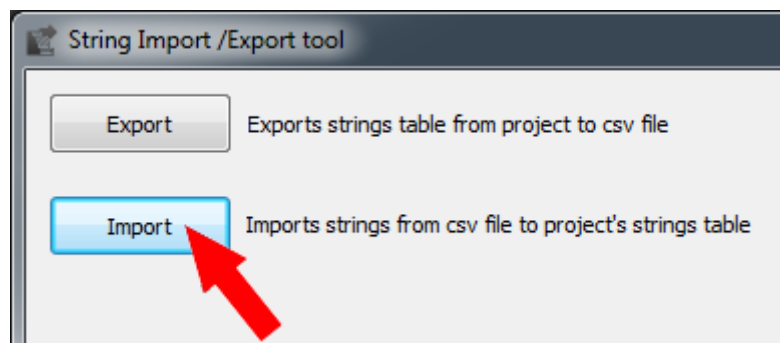 String Import /Export tool
Export Exports strings table from project to csv file
Import Imports strings from csv file to project's strings table